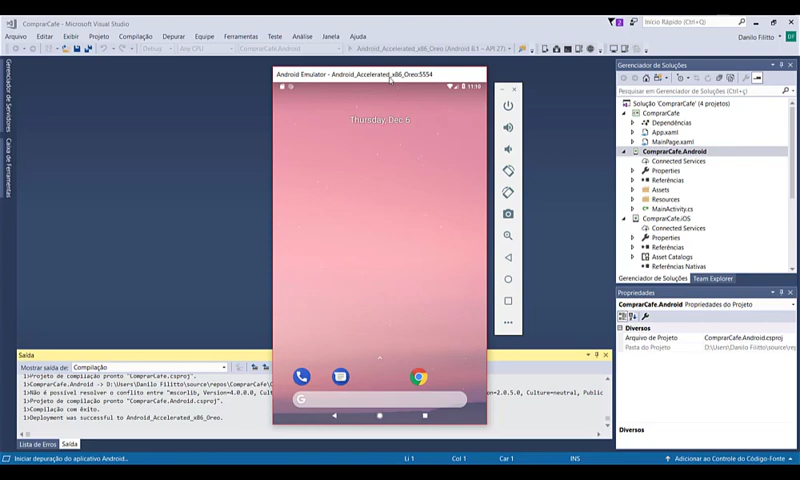 ComprarCafe - Microsoft Visual Studio
2
Início Rápido (Ctrl+Q)
Arquivo Editar Exibir Projeto Compilação Depurar Equipe Ferramentas Teste Análise Janela Ajuda
Danilo Filitto
DF
Debug Any CPU ComprarCafe.Android Android_Accelerated_x86_Oreo (Android 8.1 - API 27)
Gerenciador de Servidores
Caixa de Ferramentas
Android Emulator - Android_Accelerated_x86_Oreo:5554
11:10
Thursday, Dec 6
G
Gerenciador de Soluções
Pesquisar em Gerenciador de Soluções (Ctrl+ç)
Solução 'ComprarCafe' (4 projetos)
ComprarCafe
Dependências
App.xaml
MainPage.xaml
ComprarCafe.Android
Connected Services
Properties
Referências
Assets
Resources
MainActivity.cs
ComprarCafe.iOS
Connected Services
Properties
Referências
Asset Catalogs
Referências Nativas
Gerenciador de Soluções Team Explorer
Propriedades
ComprarCafe.Android Propriedades do Projeto
Diversos
Arquivo de Projeto ComprarCafe.Android.csproj
Pasta do Projeto D:\Users\Danilo Filitto\source\rep
Diversos
Saída
Mostrar saída de: Compilação
1>Projeto de compilação pronto "ComprarCafe.csproj".
1>ComprarCafe.Android -> D:\Users\Danilo Filitto\source\repos\ComprarCafe\
1>Não é possível resolver o conflito entre "mscorlib, Version=4.0.0.0,
=2.0.5.0, Culture=neutral, Public
1>Projeto de compilação pronto "ComprarCafe.Android.csproj".
1>Compilação com êxito.
1>Deployment was successful to Android_Accelerated_x86_Oreo.
Lista de Erros Saída
Iniciar depuração do aplicativo Android.. Li 1 Col 1 Car 1 INS Adicionar ao Controle do Código-Fonte